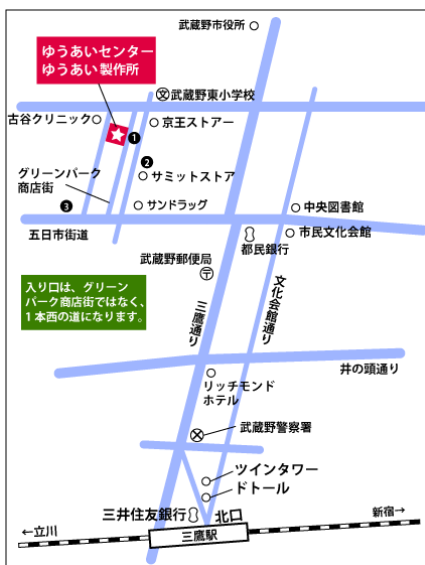 武蔵野市役所
ゆうあいセンター
ゆうあい製作所
武蔵野東小学校
古谷クリニック
京王ストアー
1
2
グリーンパーク
商店街
サミットストア
3
サンドラッグ
中央図書館
五日市街道
市民文化会館
都民銀行
武蔵野郵便局
入り口は、グリーン
パーク商店街ではなく、
1本西の道になります。
三鷹通り
文化会館通り
井の頭通り
リッチモンド
ホテル
武蔵野警察署
ツインタワー
ドトール
三井住友銀行
北口
新宿→
←立川
三鷹駅